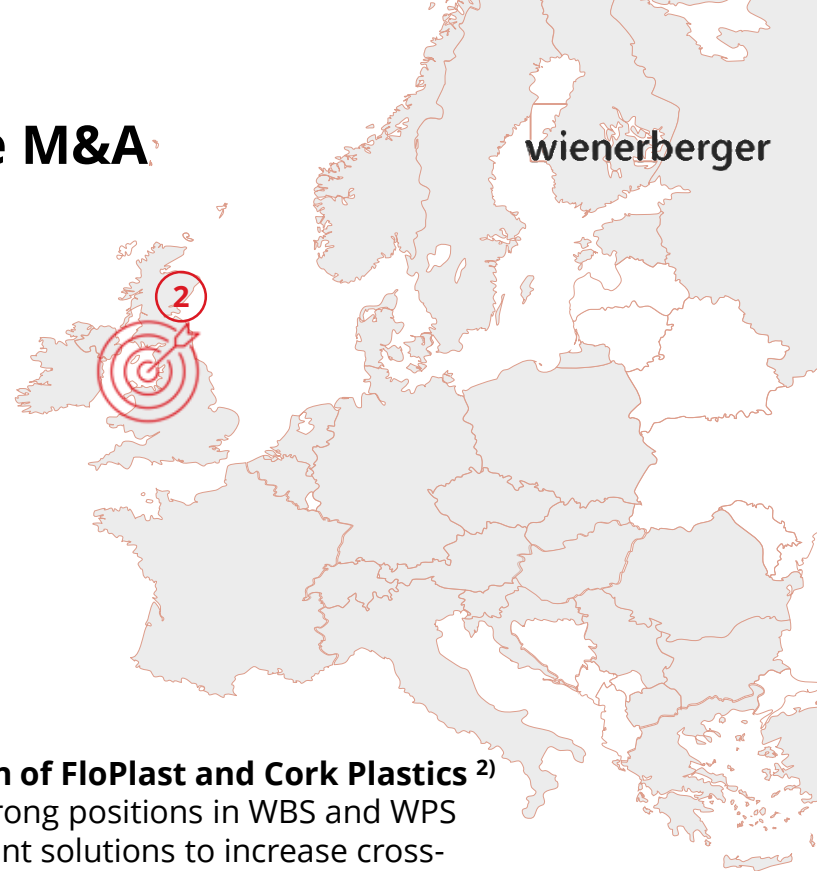 e M&A
wienerberger
2
n of FloPlast and Cork Plastics ²⁾
rong positions in WBS and WPS
nt solutions to increase cross-